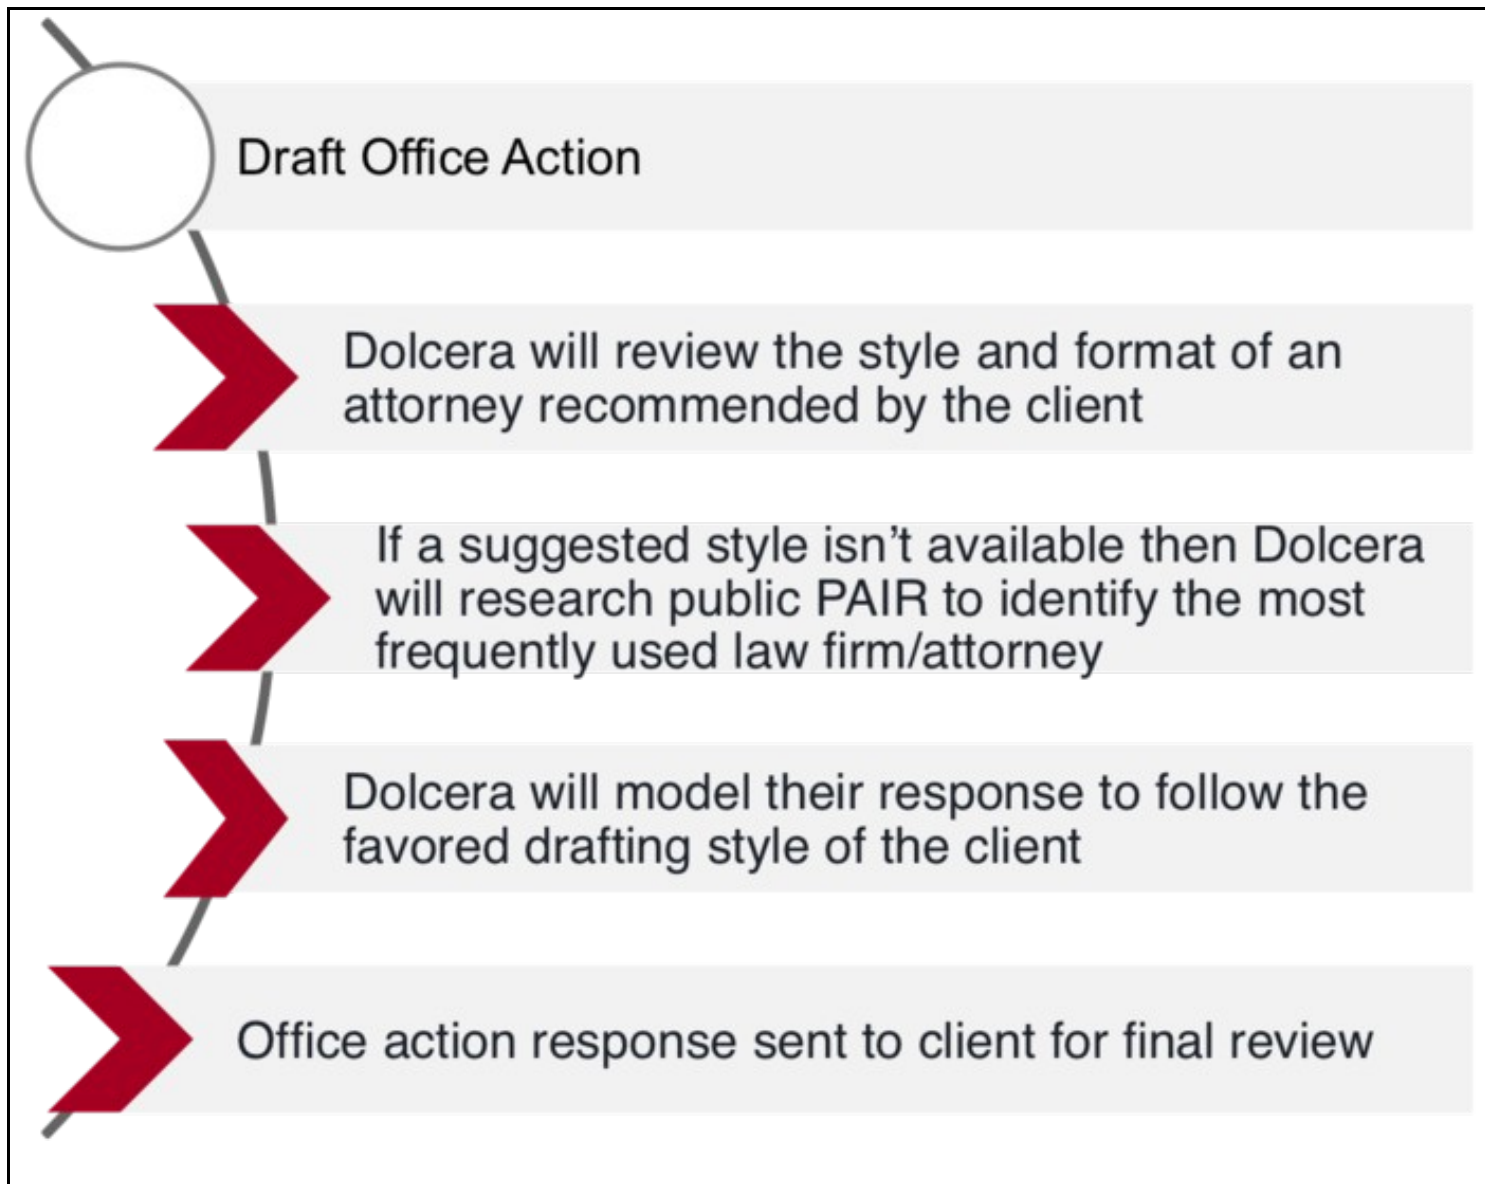 Draft Office Action
Dolcera will review the style and format of an
attorney recommended by the client
If a suggested style isn’t available then Dolcera
will research public PAIR to identify the most
frequently used law firm/attorney
Dolcera will model their response to follow the
favored drafting style of the client
Office action response sent to client for final review